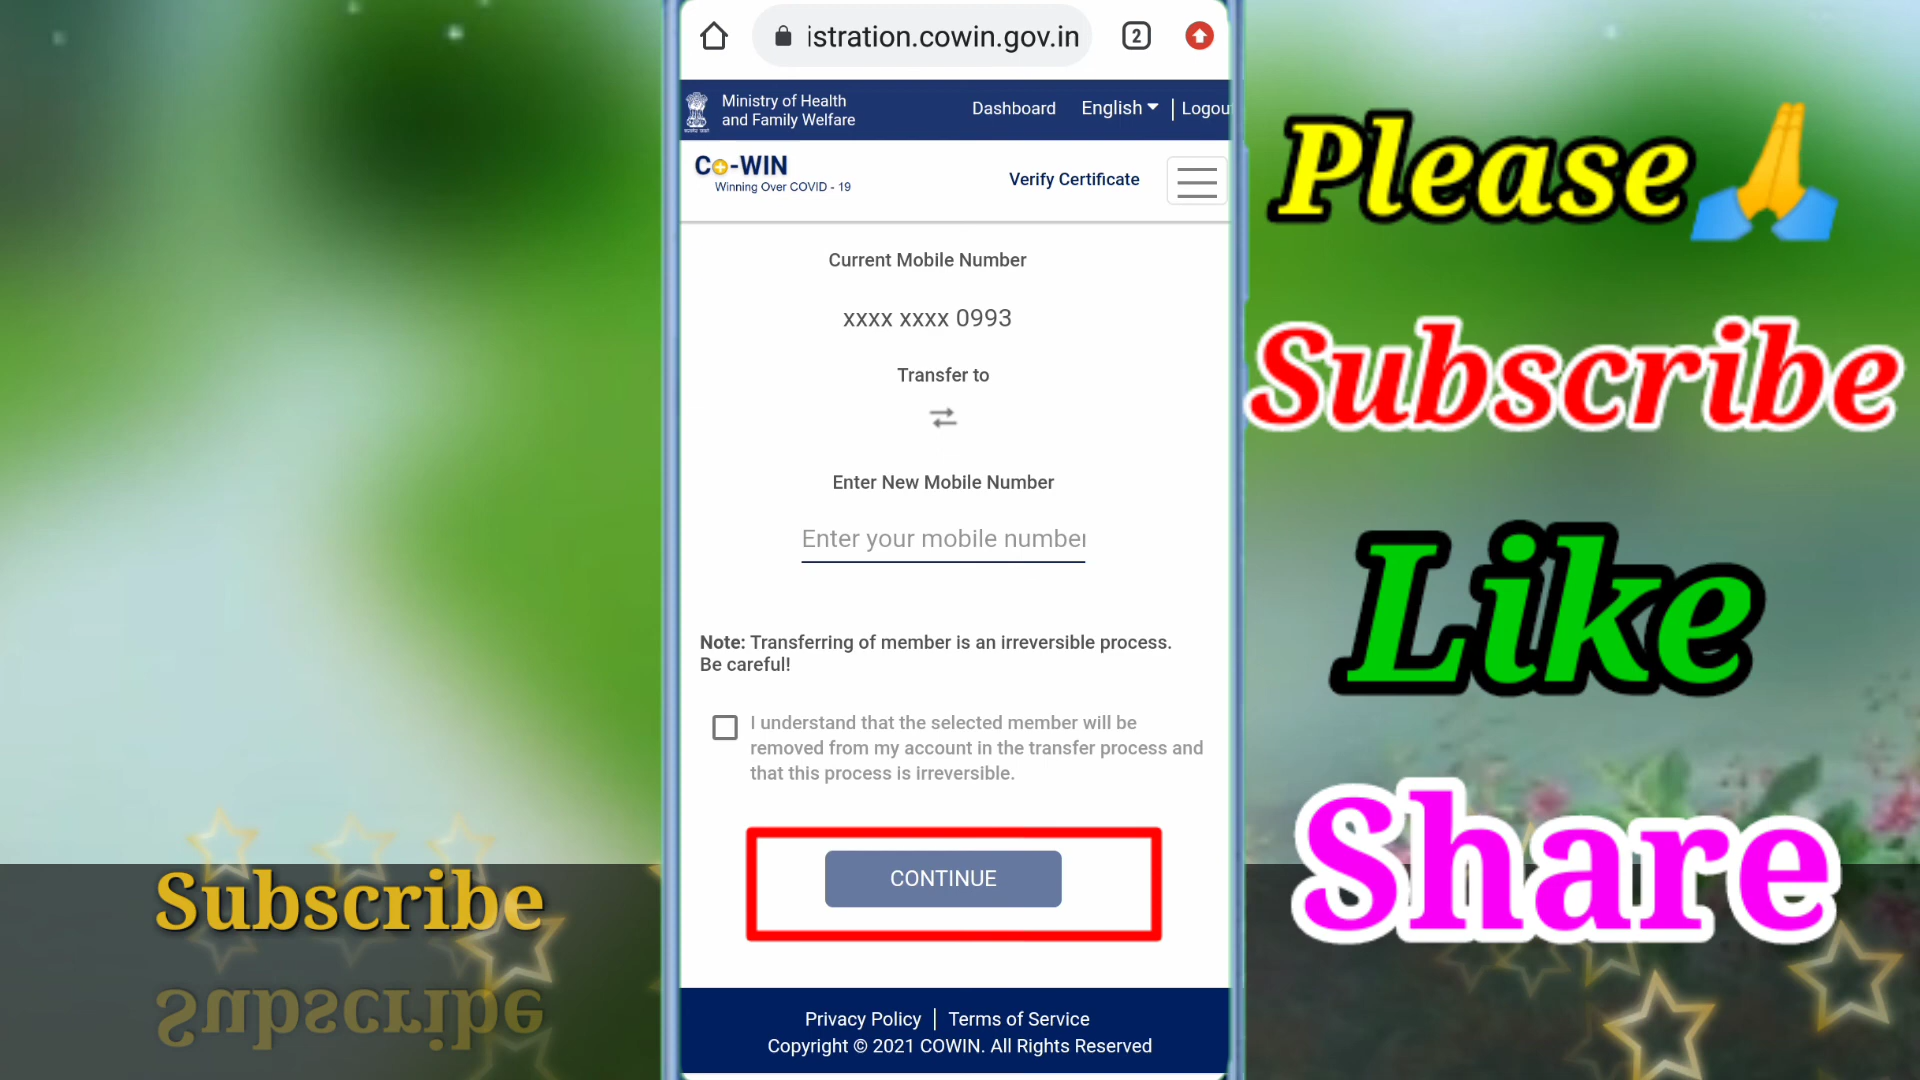 istration.cowin.gov.in
2
Ministry of Health
and Family Welfare
Dashboard
English
Logou
Co-WIN
Winning Over COVID - 19
Verify Certificate
Current Mobile Number
xxxx xxxx 0993
Transfer to
Enter New Mobile Number
Enter your mobile number
Note: Transferring of member is an irreversible process.
Be careful!
I understand that the selected member will be
removed from my account in the transfer process and
that this process is irreversible.
CONTINUE
Privacy Policy | Terms of Service
Copyright © 2021 COWIN. All Rights Reserved
Please
Subscribe
Like
Share
Subscribe
Subscribe